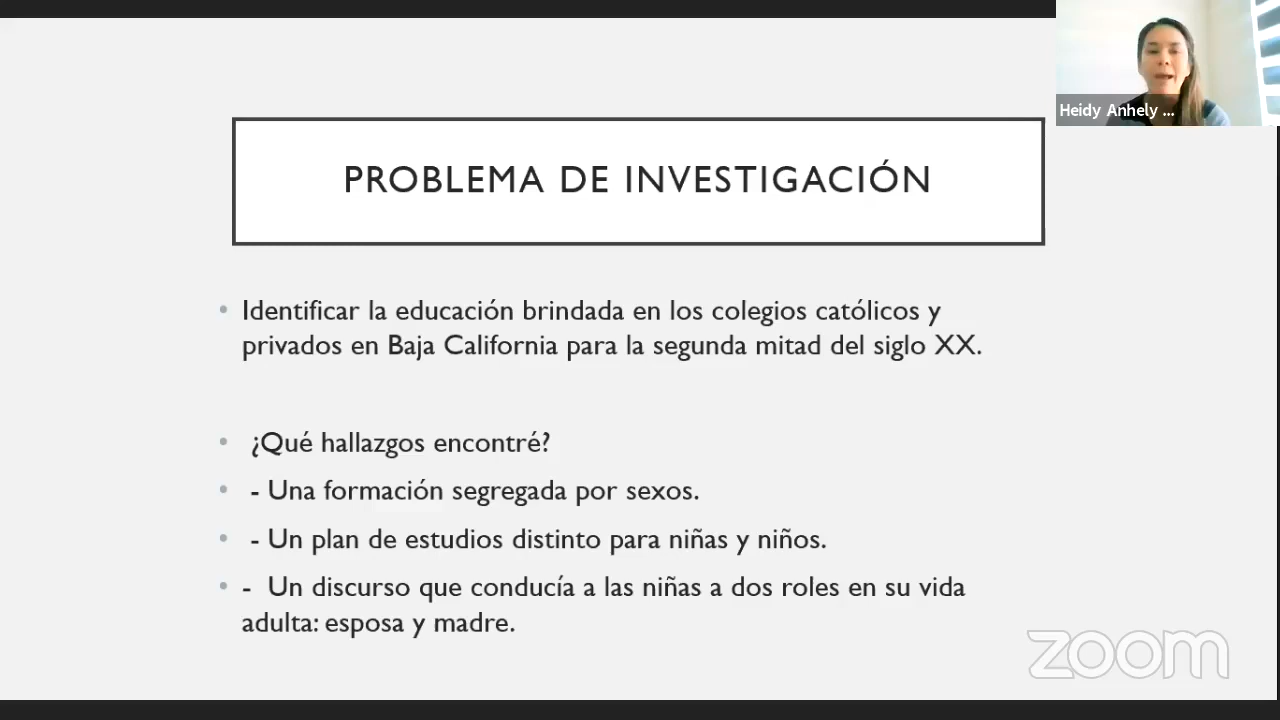 Heidy Anhely ...
PROBLEMA DE INVESTIGACIÓN
• Identificar la educación brindada en los colegios católicos y
privados en Baja California para la segunda mitad del siglo XX.
• ¿Qué hallazgos encontré?
• - Una formación segregada por sexos.
• - Un plan de estudios distinto para niñas y niños.
• - Un discurso que conducía a las niñas a dos roles en su vida
adulta: esposa y madre.
zoom